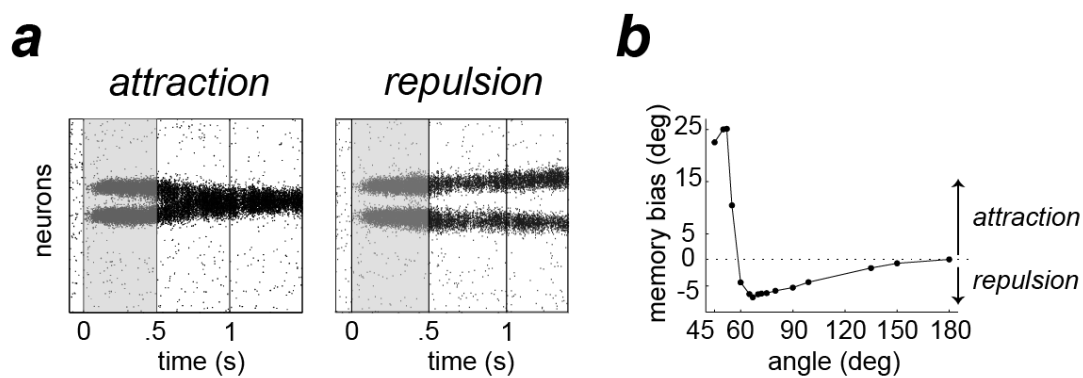 a
attraction
repulsion
neurons
0 .5 1
time (s)
0 .5 1
time (s)
b
memory bias (deg)
25
15
5
0
-5
attraction
repulsion
45 60 90 120 150 180
angle (deg)